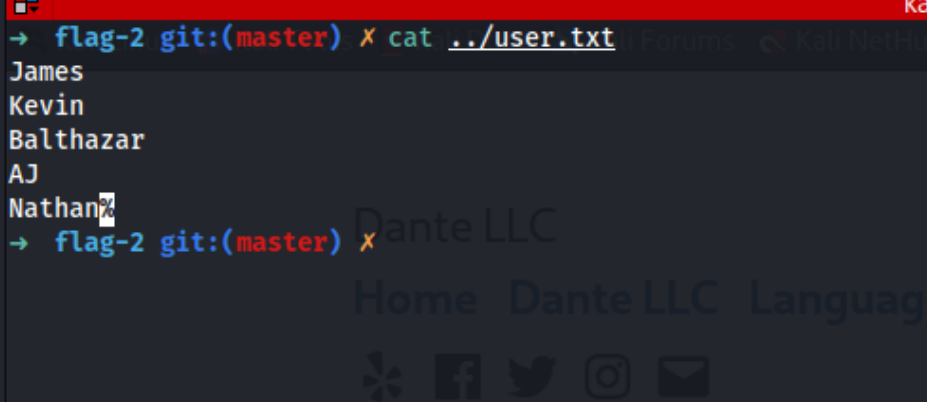 Ka
→ flag-2 git:(master) ✗ cat ../user.txt
li Forums Kali NetHu
James
Kevin
Balthazar
AJ
Nathan%
→ flag-2 git:(master) ✗
Dante LLC
Home Dante LLC Languag